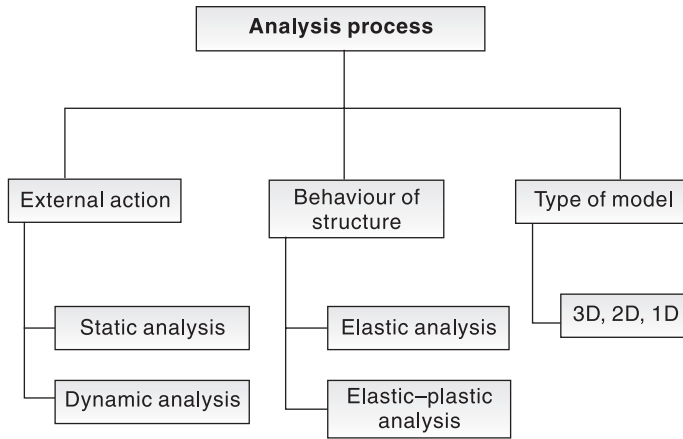 Analysis process
External action
Behaviour of
structure
Type of model
Static analysis
Dynamic analysis
Elastic analysis
Elastic–plastic
analysis
3D, 2D, 1D